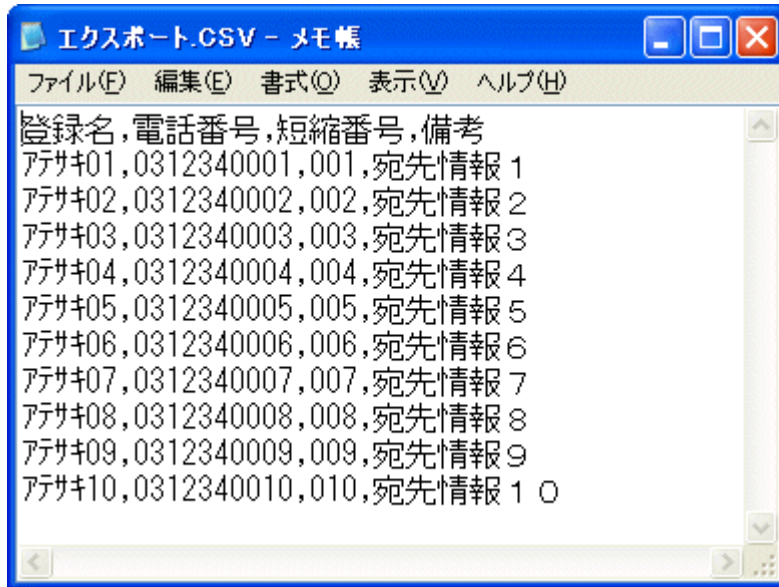 エクスポート.CSV - メモ帳
ファイル(F) 編集(E) 書式(O) 表示(V) ヘルプ(H)
登録名,電話番号,短縮番号,備考
ｱﾃｻｷ01,0312340001,001,宛先情報１
ｱﾃｻｷ02,0312340002,002,宛先情報２
ｱﾃｻｷ03,0312340003,003,宛先情報３
ｱﾃｻｷ04,0312340004,004,宛先情報４
ｱﾃｻｷ05,0312340005,005,宛先情報５
ｱﾃｻｷ06,0312340006,006,宛先情報６
ｱﾃｻｷ07,0312340007,007,宛先情報７
ｱﾃｻｷ08,0312340008,008,宛先情報８
ｱﾃｻｷ09,0312340009,009,宛先情報９
ｱﾃｻｷ10,0312340010,010,宛先情報１０